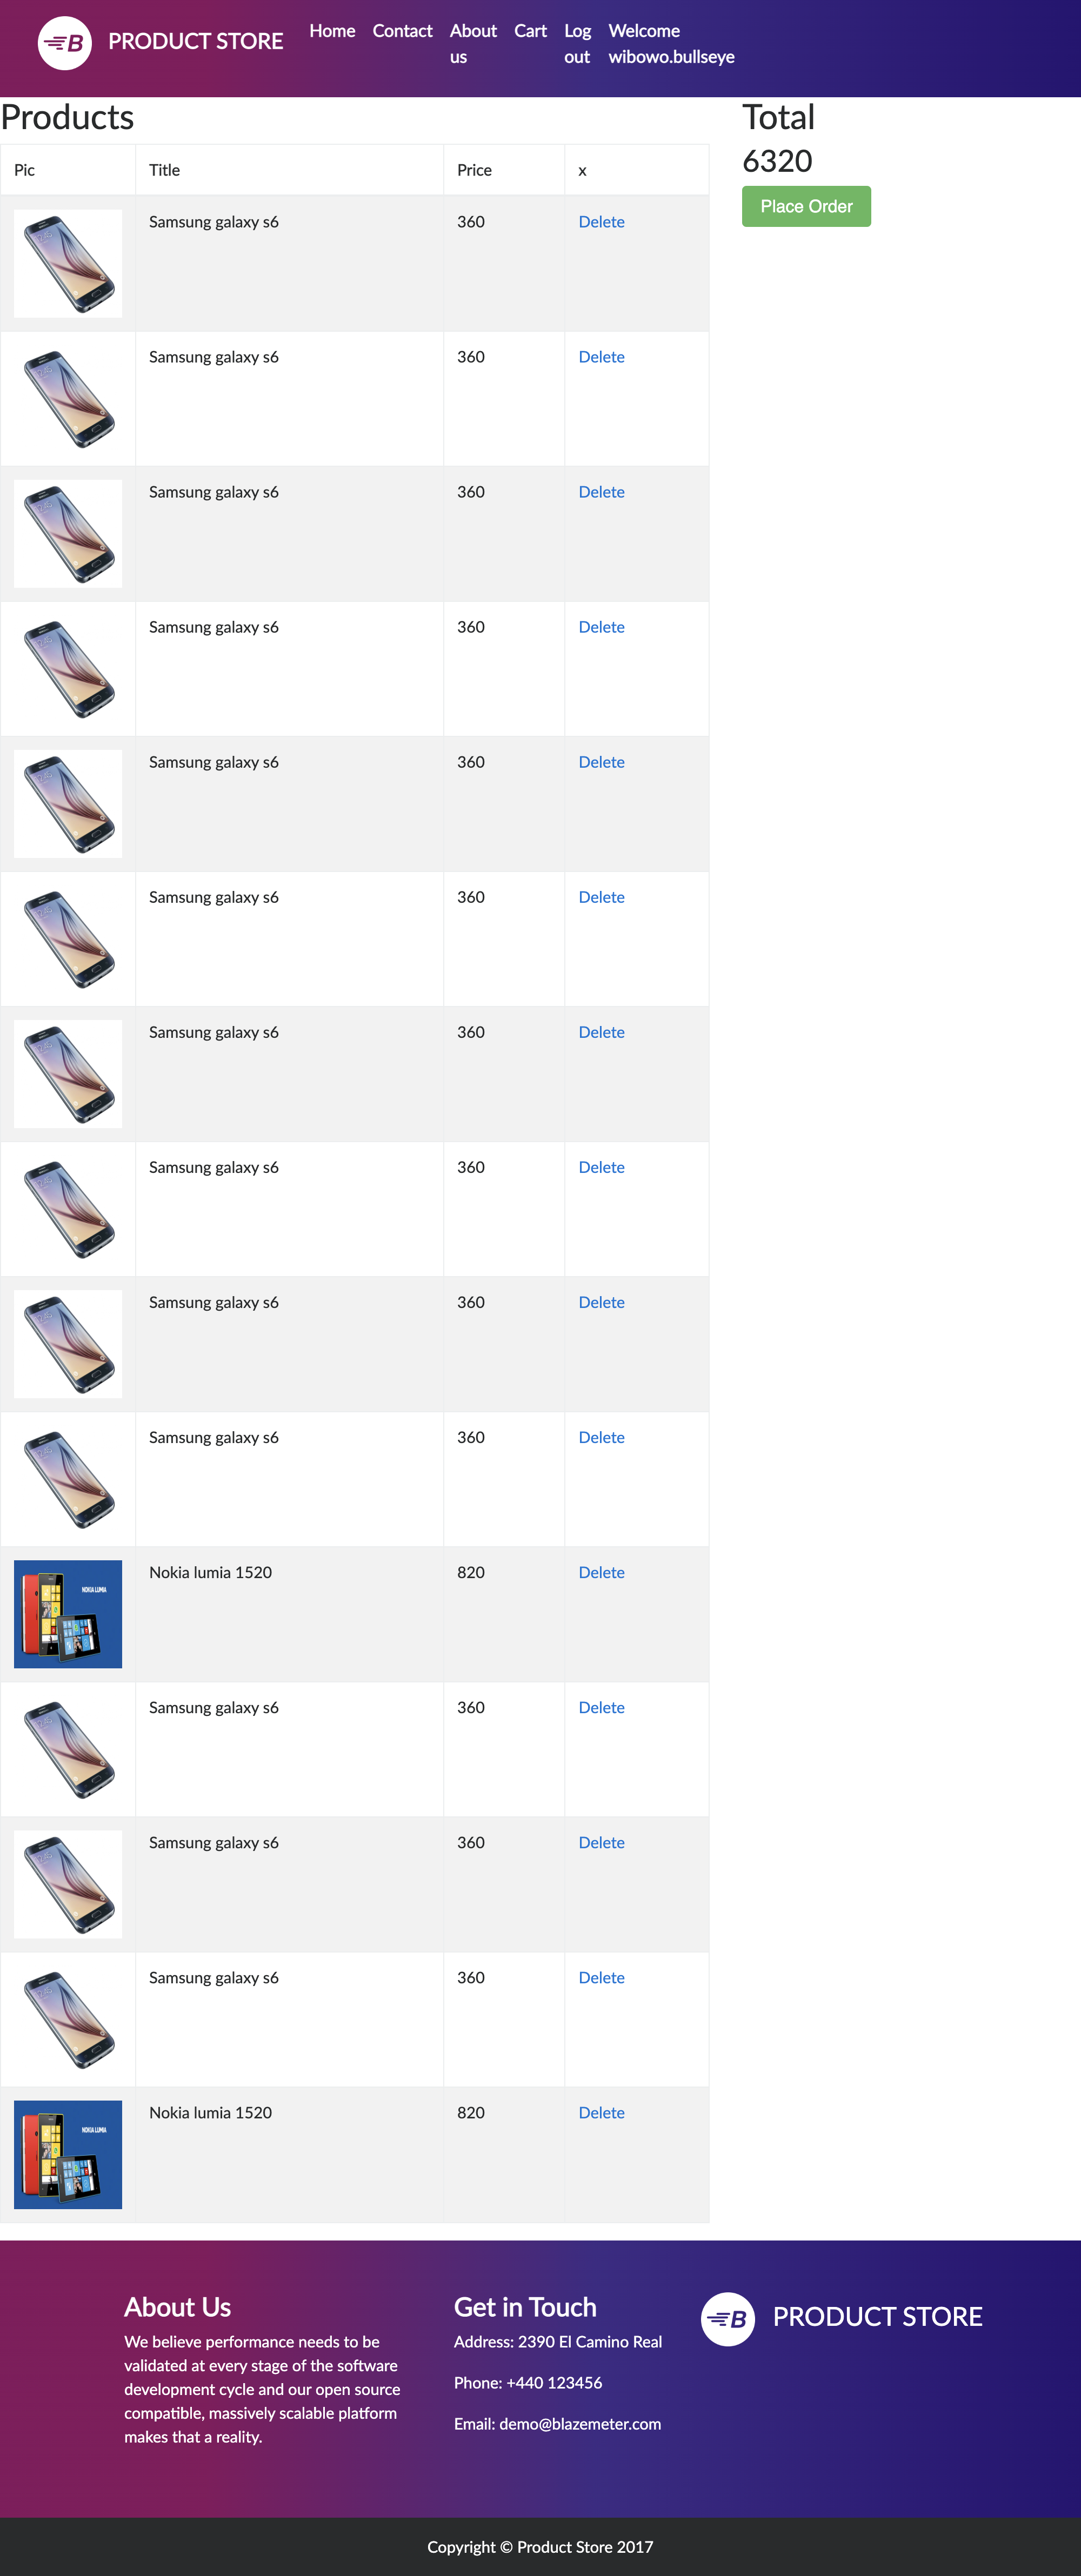 B PRODUCT STORE Home Contact About us Cart Log out Welcome wibowo.bullseye
Products
Total
6320
Place Order
Pic Title Price x
Samsung galaxy s6 360 Delete
Samsung galaxy s6 360 Delete
Samsung galaxy s6 360 Delete
Samsung galaxy s6 360 Delete
Samsung galaxy s6 360 Delete
Samsung galaxy s6 360 Delete
Samsung galaxy s6 360 Delete
Samsung galaxy s6 360 Delete
Samsung galaxy s6 360 Delete
Samsung galaxy s6 360 Delete
NOKIA LUMIA Nokia lumia 1520 820 Delete
Samsung galaxy s6 360 Delete
Samsung galaxy s6 360 Delete
Samsung galaxy s6 360 Delete
NOKIA LUMIA Nokia lumia 1520 820 Delete
About Us
We believe performance needs to be
validated at every stage of the software
development cycle and our open source
compatible, massively scalable platform
makes that a reality.
Get in Touch
Address: 2390 El Camino Real
Phone: +440 123456
Email: demo@blazemeter.com
B PRODUCT STORE
Copyright © Product Store 2017